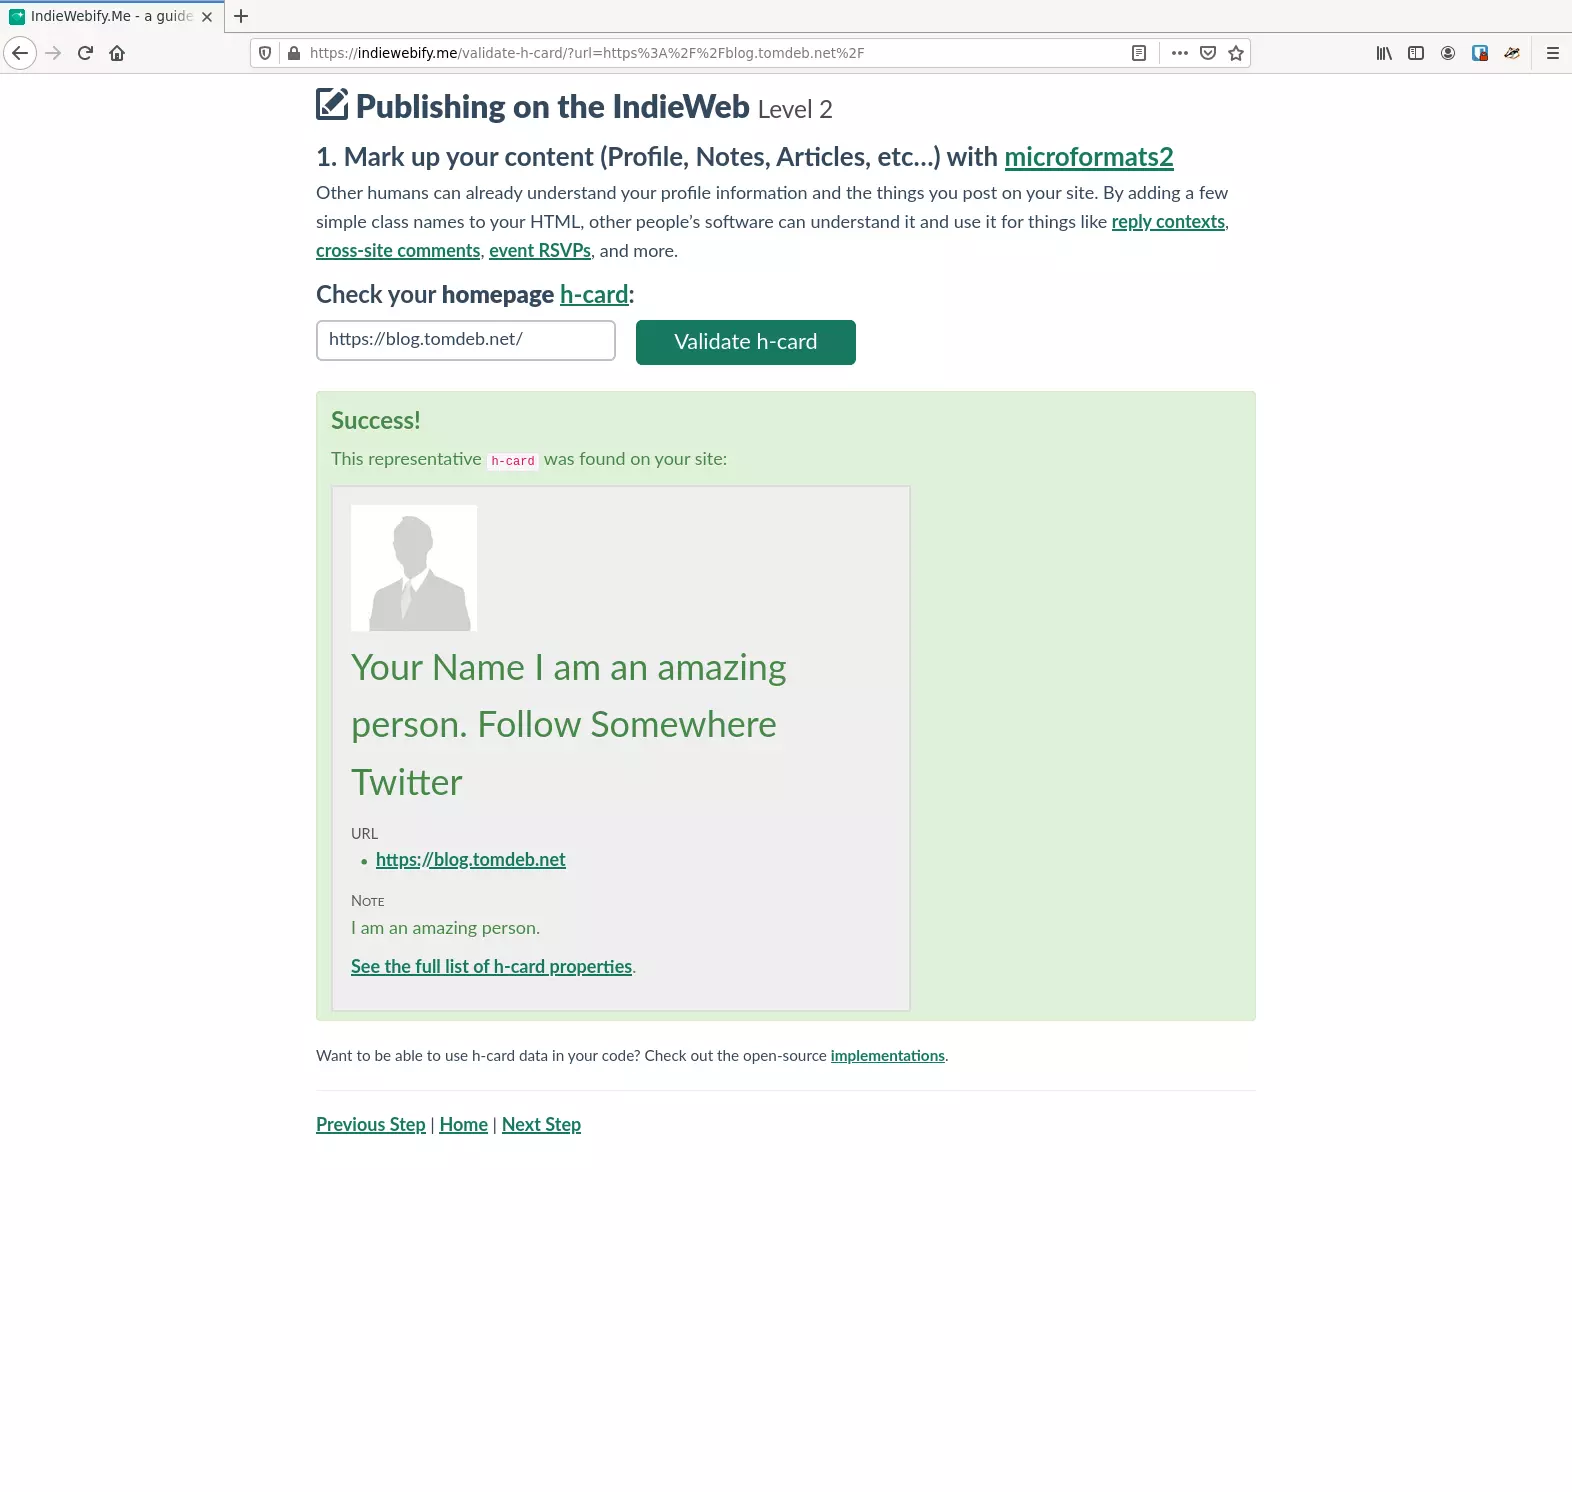 IndieWebify.Me - a guide
https://indiewebify.me/validate-h-card/?url=https%3A%2F%2Fblog.tomdeb.net%2F
Publishing on the IndieWeb Level 2
1. Mark up your content (Profile, Notes, Articles, etc…) with microformats2
Other humans can already understand your profile information and the things you post on your site. By adding a few
simple class names to your HTML, other people’s software can understand it and use it for things like reply contexts,
cross-site comments, event RSVPs, and more.
Check your homepage h-card:
https://blog.tomdeb.net/
Validate h-card
Success!
This representative h-card was found on your site:
Your Name I am an amazing
person. Follow Somewhere
Twitter
URL
• https://blog.tomdeb.net
Note
I am an amazing person.
See the full list of h-card properties.
Want to be able to use h-card data in your code? Check out the open-source implementations.
Previous Step | Home | Next Step